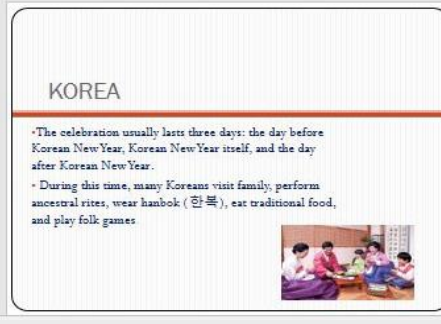 KOREA
•The celebration usually lasts three days: the day before
Korean New Year, Korean New Year itself, and the day
after Korean New Year.
• During this time, many Koreans visit family, perform
ancestral rites, wear hanbok (한복), eat traditional food,
and play folk games